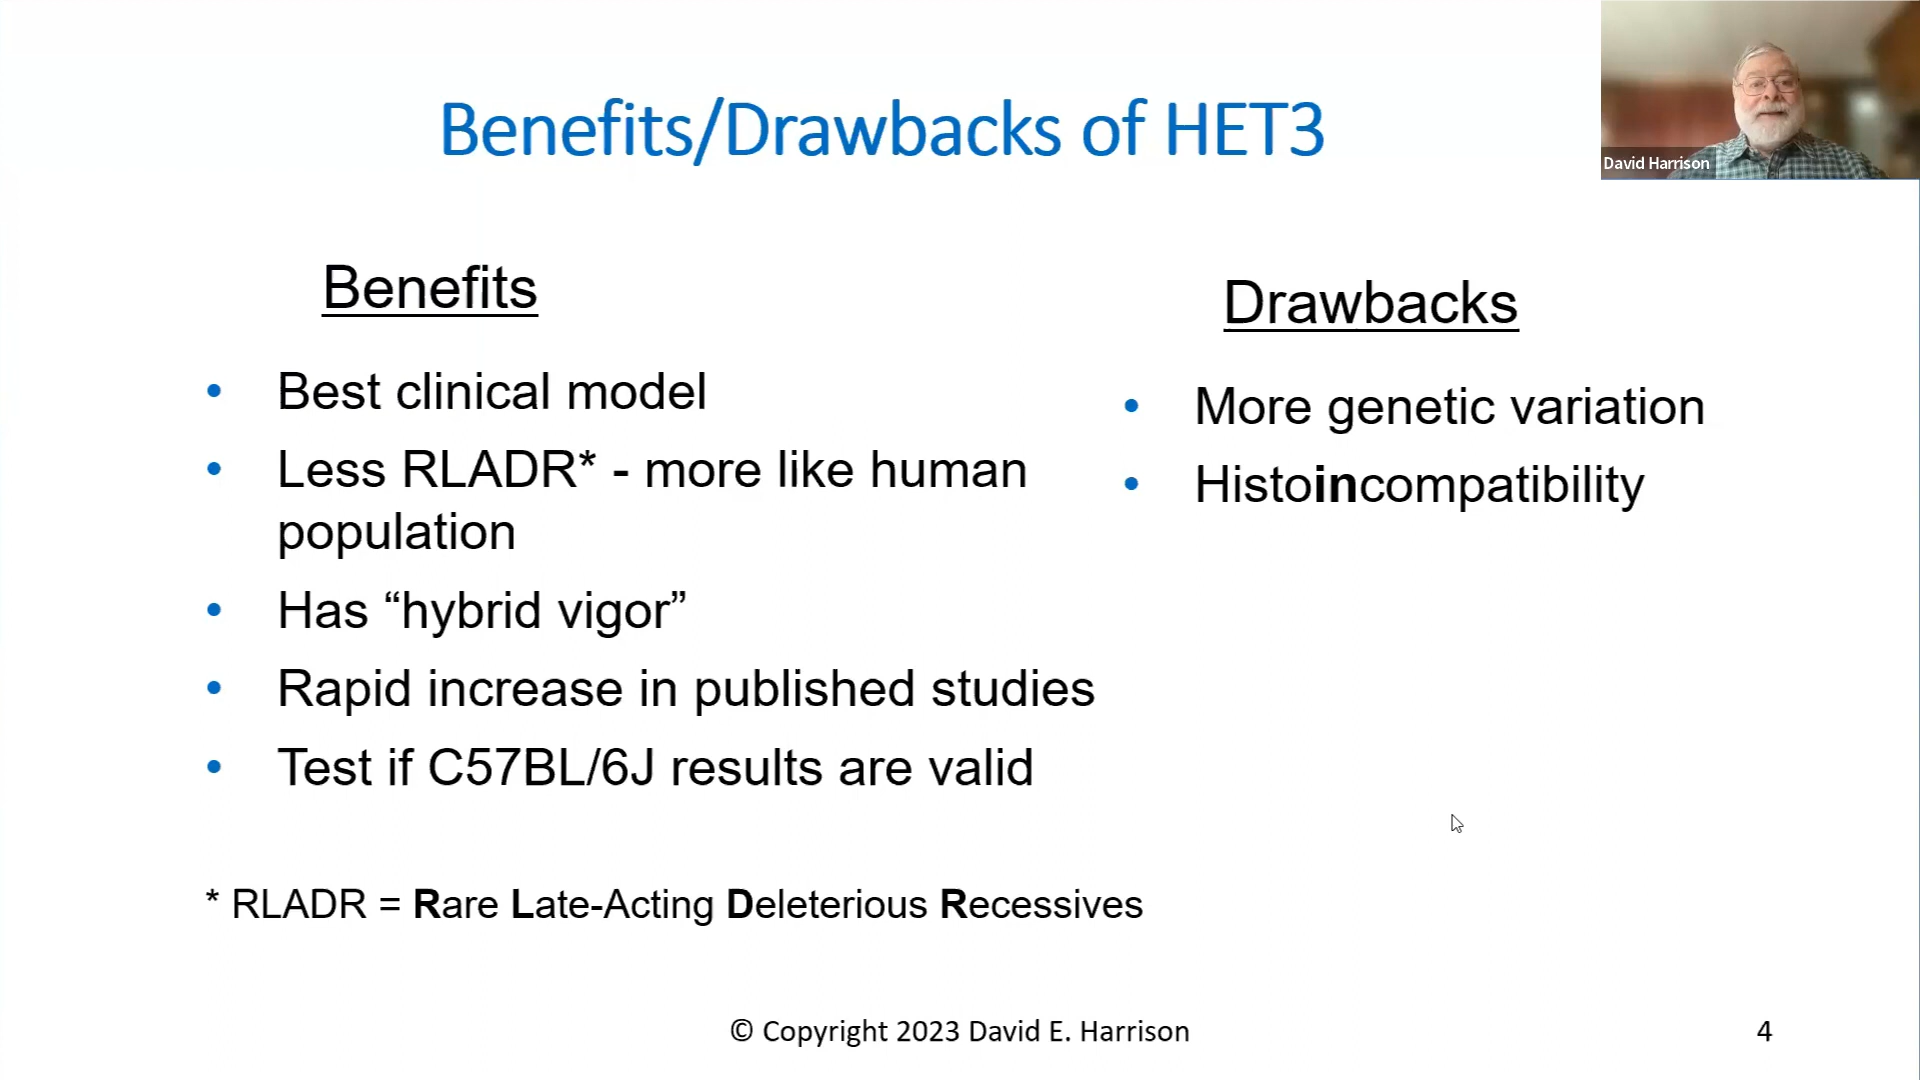 Benefits/Drawbacks of HET3
David Harrison
Benefits
• Best clinical model
• Less RLADR* - more like human
population
• Has “hybrid vigor”
• Rapid increase in published studies
• Test if C57BL/6J results are valid
Drawbacks
• More genetic variation
• Histoincompatibility
* RLADR = Rare Late-Acting Deleterious Recessives
© Copyright 2023 David E. Harrison
4